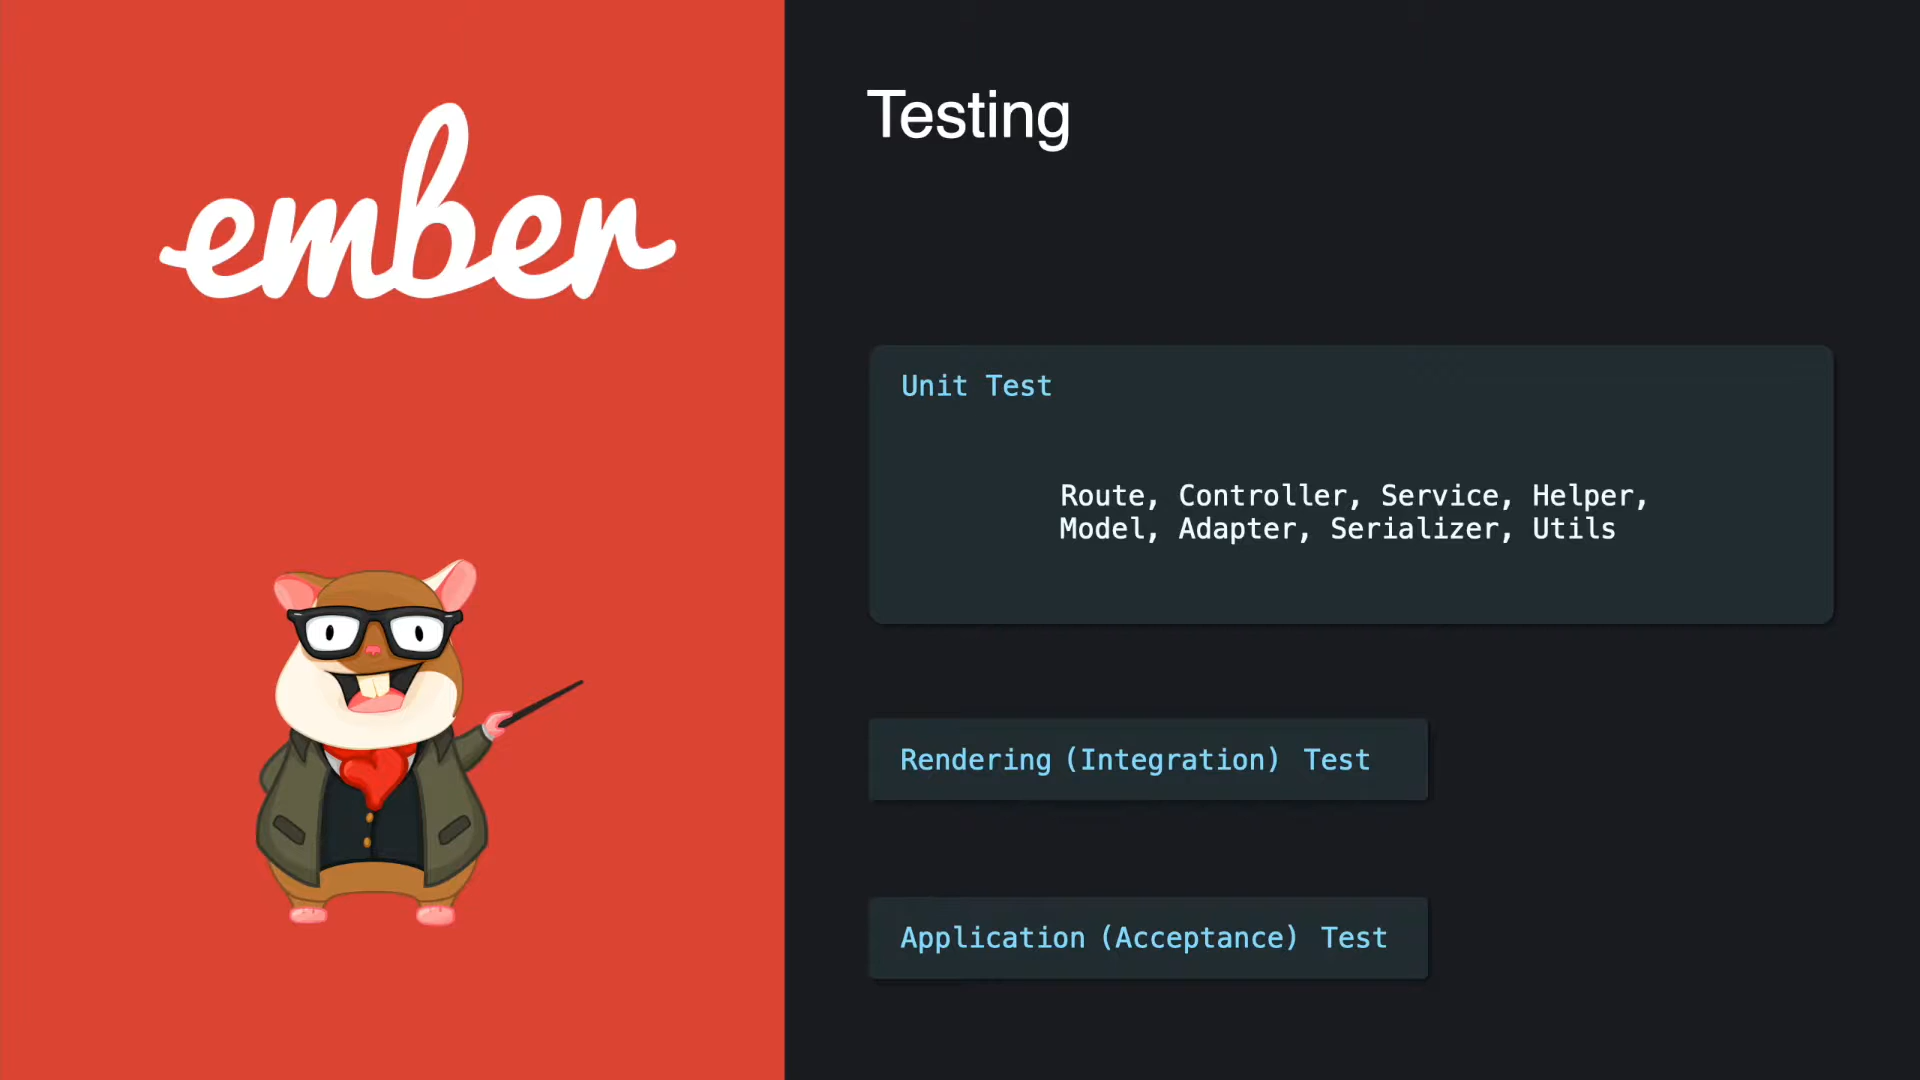 ember
Testing
Unit Test
Route, Controller, Service, Helper,
Model, Adapter, Serializer, Utils
Rendering (Integration) Test
Application (Acceptance) Test